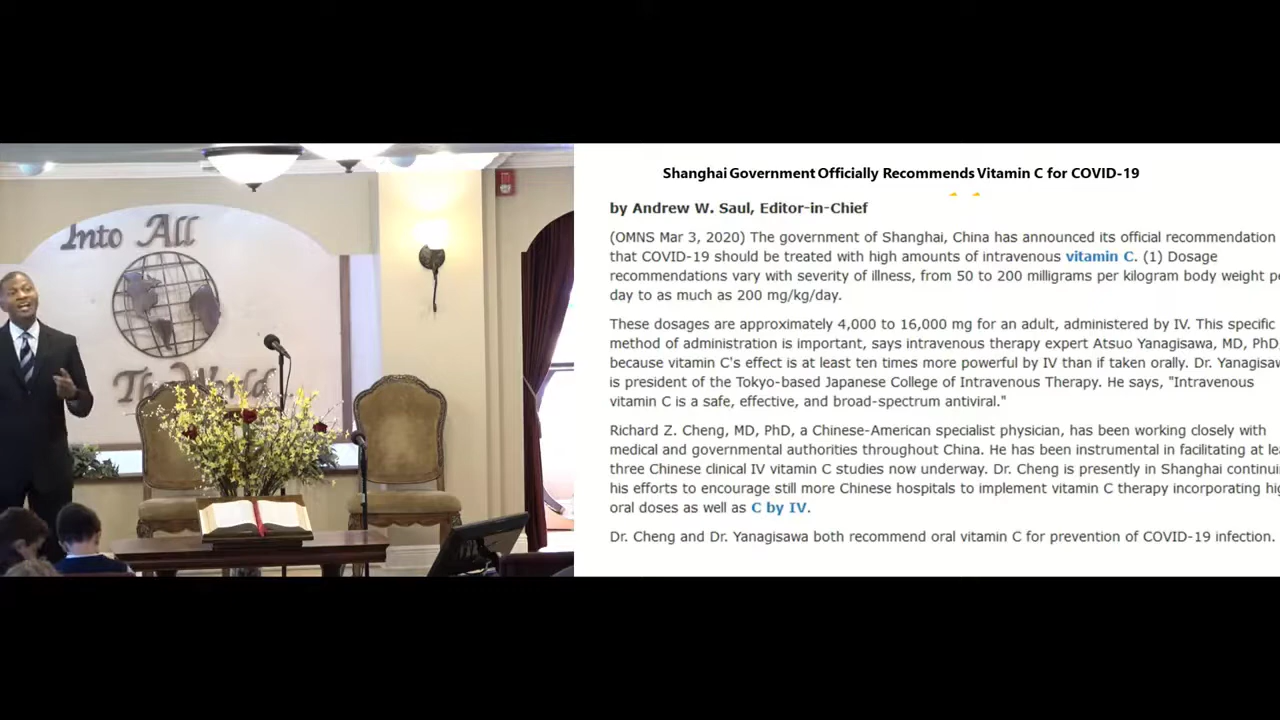 Into All
The World
Shanghai Government Officially Recommends Vitamin C for COVID-19
by Andrew W. Saul, Editor-in-Chief
(OMNS Mar 3, 2020) The government of Shanghai, China has announced its official recommendation
that COVID-19 should be treated with high amounts of intravenous vitamin C. (1) Dosage
recommendations vary with severity of illness, from 50 to 200 milligrams per kilogram body weight pe
day to as much as 200 mg/kg/day.
These dosages are approximately 4,000 to 16,000 mg for an adult, administered by IV. This specific
method of administration is important, says intravenous therapy expert Atsuo Yanagisawa, MD, PhD,
because vitamin C's effect is at least ten times more powerful by IV than if taken orally. Dr. Yanagisaw
is president of the Tokyo-based Japanese College of Intravenous Therapy. He says, "Intravenous
vitamin C is a safe, effective, and broad-spectrum antiviral."
Richard Z. Cheng, MD, PhD, a Chinese-American specialist physician, has been working closely with
medical and governmental authorities throughout China. He has been instrumental in facilitating at lea
three Chinese clinical IV vitamin C studies now underway. Dr. Cheng is presently in Shanghai continui
his efforts to encourage still more Chinese hospitals to implement vitamin C therapy incorporating hig
oral doses as well as C by IV.
Dr. Cheng and Dr. Yanagisawa both recommend oral vitamin C for prevention of COVID-19 infection.